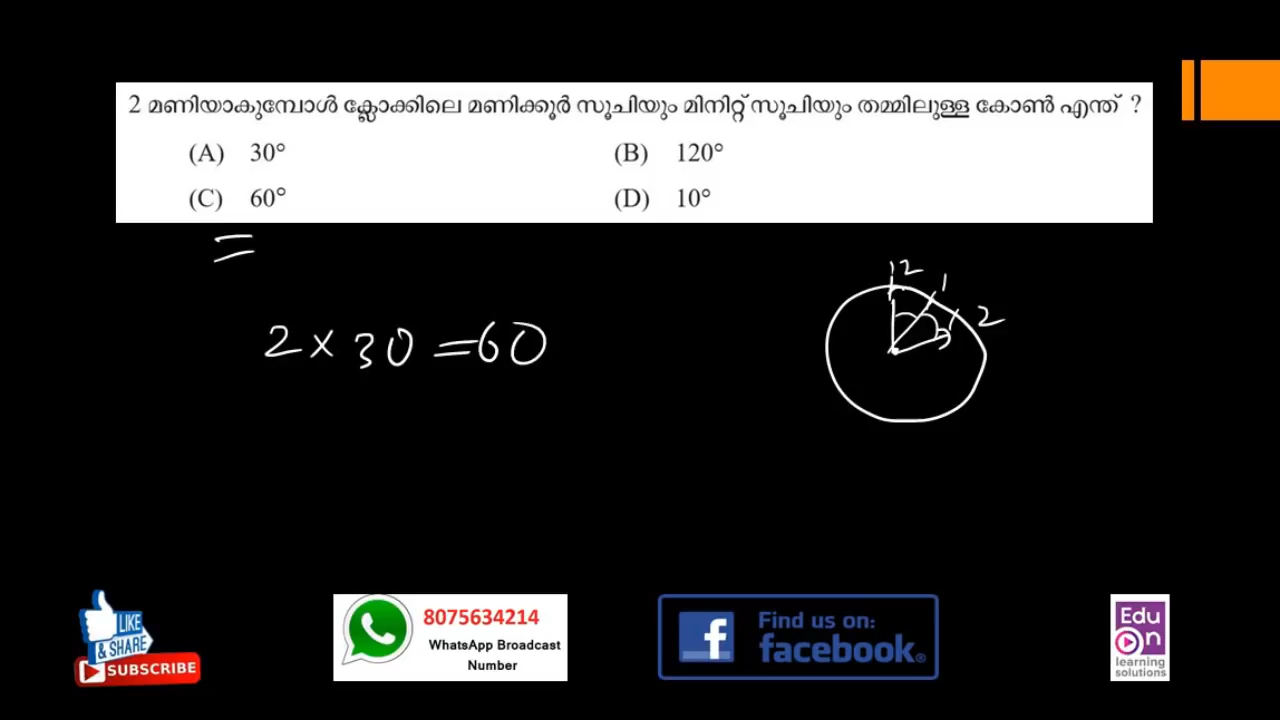 2 മണിയാകുമ്പോൾ ക്ലോക്കിലെ മണിക്കൂർ സൂചിയും മിനിറ്റ് സൂചിയും തമ്മിലുള്ള കോൺ എന്ത് ?
(A) 30° (B) 120°
(C) 60° (D) 10°
=
12
1
2
2 × 30 = 60
LIKE
& SHARE
SUBSCRIBE
8075634214
WhatsApp Broadcast
Number
Find us on:
facebook®
Edu
On
learning
solutions